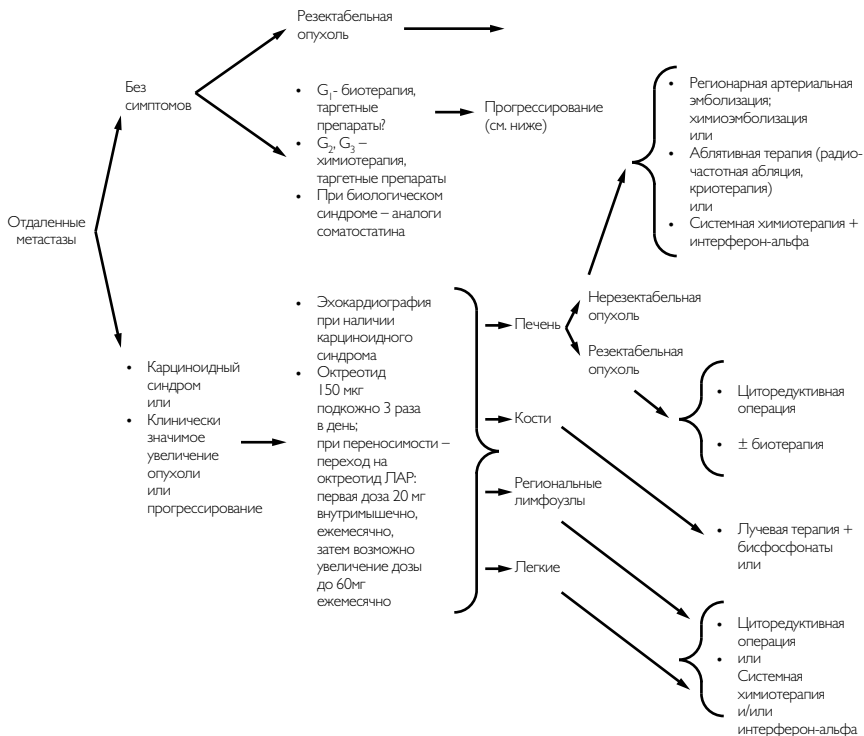 Резектабельная
опухоль
Без
симптомов
• G₁- биотерапия,
таргетные
препараты?
• G₂, G₃ –
химиотерапия,
таргетные препараты
• При биологическом
синдроме – аналоги
соматостатина
Прогрессирование
(см. ниже)
• Регионарная артериальная
эмболизация;
химиоэмболизация
или
• Аблятивная терапия (радио-
частотная абляция,
криотерапия)
или
• Системная химиотерапия +
интерферон-альфа
Отдаленные
метастазы
• Карциноидный
синдром
или
• Клинически
значимое
увеличение
опухоли
или
прогрессирование
• Эхокардиография
при наличии
карциноидного
синдрома
• Октреотид
150 мкг
подкожно 3 раза
в день;
при переносимости –
переход на
октреотид ЛАР:
первая доза 20 мг
внутримышечно,
ежемесячно,
затем возможно
увеличение дозы
до 60мг
ежемесячно
Печень
Нерезектабельная
опухоль
Резектабельная
опухоль
• Циторедуктивная
операция
• ± биотерапия
Кости
Региональные
лимфоузлы
Легкие
• Лучевая терапия +
бисфосфонаты
или
• Циторедуктивная
операция
• или
Системная
химиотерапия
и/или
интерферон-альфа